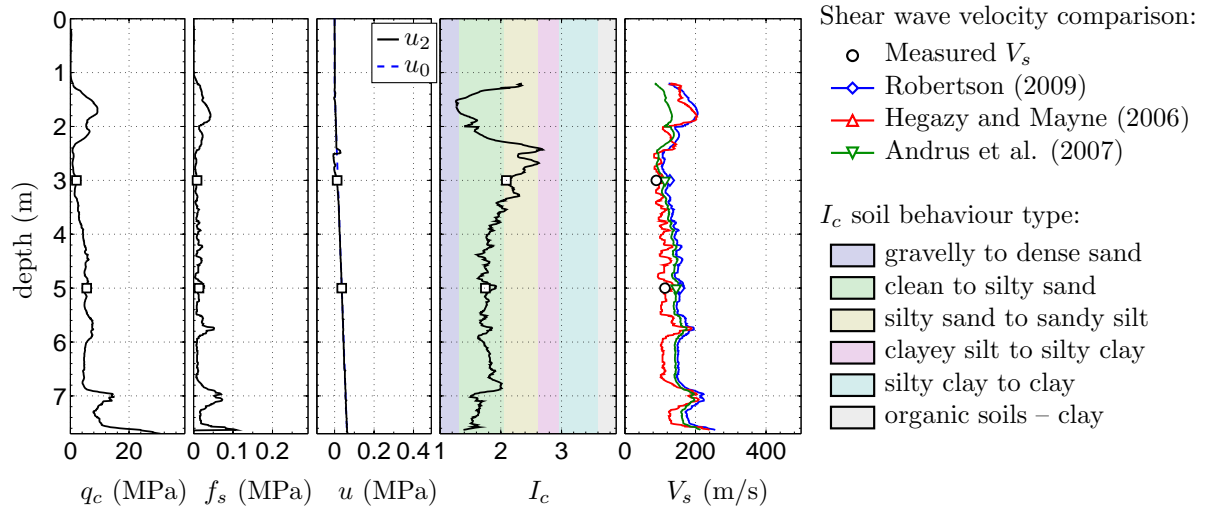 0
1
2
3
4
5
6
7
depth (m)
0 20
q_c (MPa)
0 0.1 0.2
f_s (MPa)
u_2
u_0
0 0.2 0.4
u (MPa)
1 2 3
I_c
0 200 400
V_s (m/s)
Shear wave velocity comparison:
Measured V_s
Robertson (2009)
Hegazy and Mayne (2006)
Andrus et al. (2007)
I_c soil behaviour type:
gravelly to dense sand
clean to silty sand
silty sand to sandy silt
clayey silt to silty clay
silty clay to clay
organic soils – clay